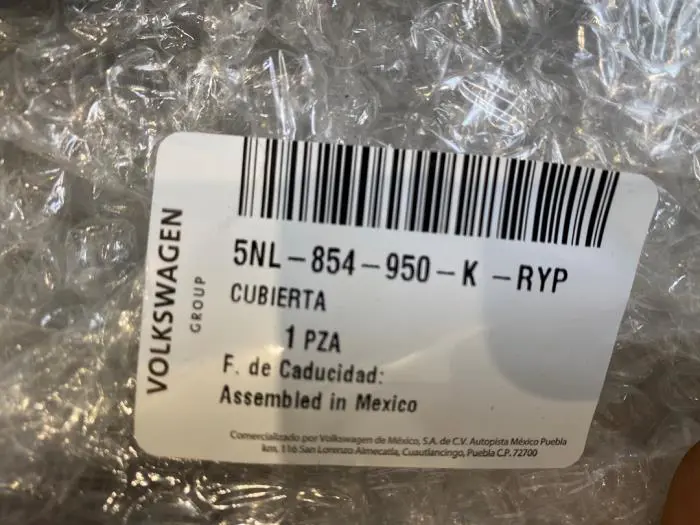 VOLKSWAGEN
GROUP
5NL-854-950-K -RYP
CUBIERTA
1 PZA
F. de Caducidad:
Assembled in Mexico
Comercializado por Volkswagen de México, S.A. de C.V. Autopista México Puebla
km. 116 San Lorenzo Almecatla, Cuautlancingo, Puebla C.P. 72700